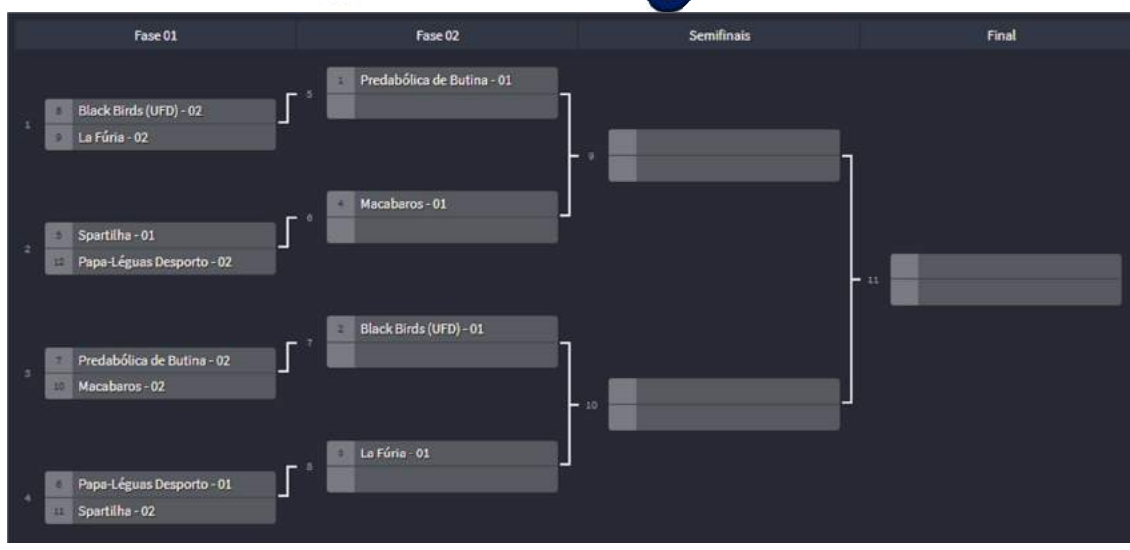 Fase 01 Fase 02 Semifinais Final
1 Predabólica de Butina - 01
5
8 Black Birds (UFD) - 02
1
9 La Fúria - 02
9
4 Macabaros - 01
6
5 Spartilha - 01
2
12 Papa-Léguas Desporto - 02
11
2 Black Birds (UFD) - 01
7
7 Predabólica de Butina - 02
3
10 Macabaros - 02
10
3 La Fúria - 01
8
6 Papa-Léguas Desporto - 01
4
11 Spartilha - 02